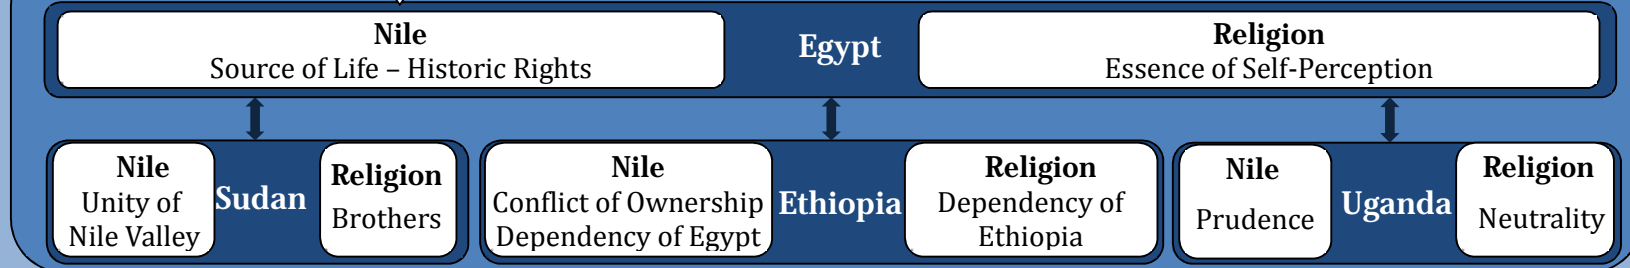 Nile
Source of Life – Historic Rights
Egypt
Religion
Essence of Self-Perception
Nile
Unity of
Nile Valley
Sudan
Religion
Brothers
Nile
Conflict of Ownership
Dependency of Egypt
Ethiopia
Religion
Dependency of
Ethiopia
Nile
Prudence
Uganda
Religion
Neutrality